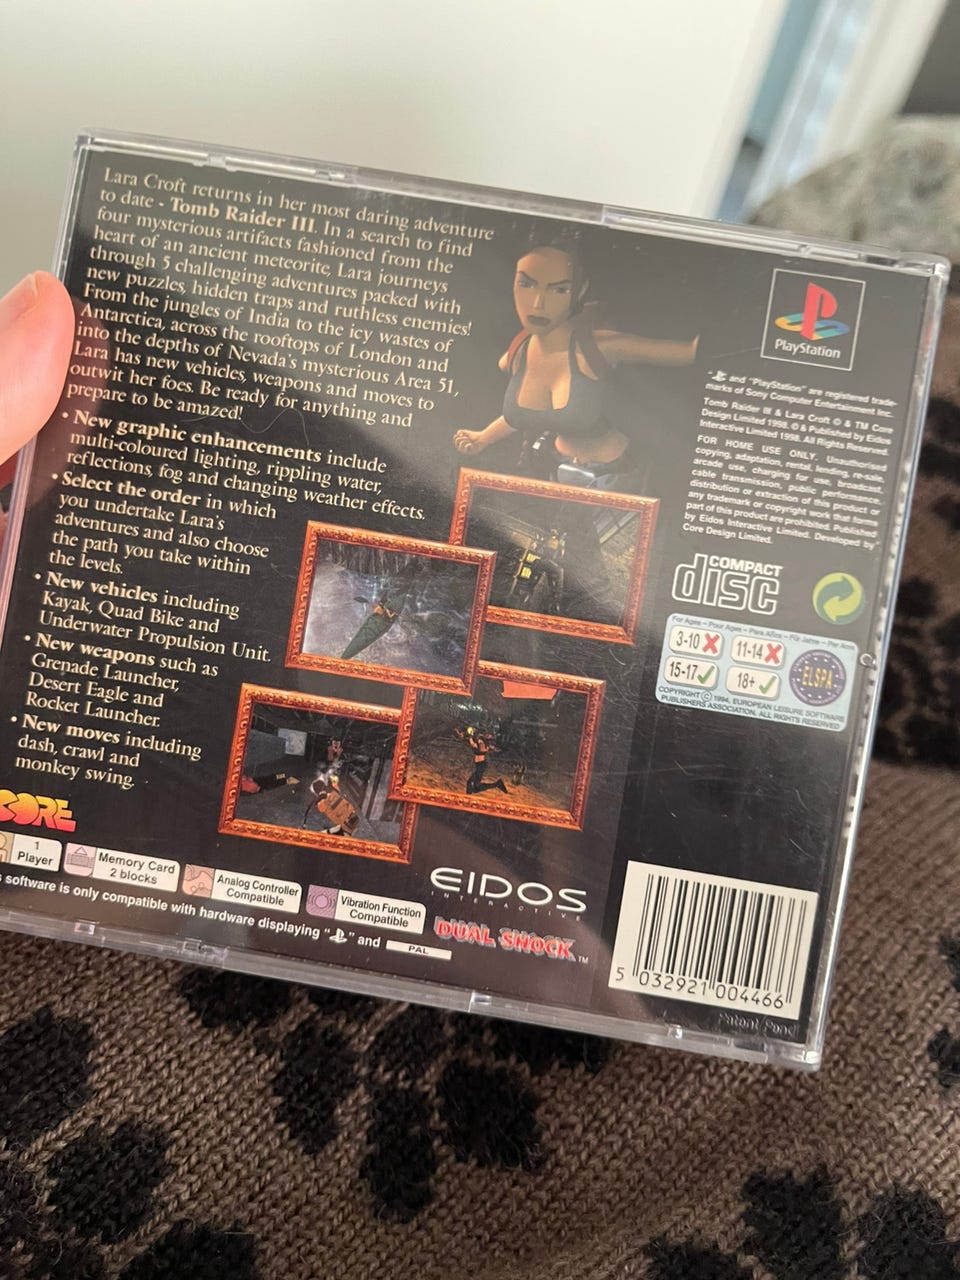 Lara Croft returns in her most daring adventure
to date - Tomb Raider III. In a search to find
four mysterious artifacts fashioned from the
heart of an ancient meteorite, Lara journeys
through 5 challenging adventures packed with
new puzzles, hidden traps and ruthless enemies!
From the jungles of India to the icy wastes of
Antarctica, across the rooftops of London and
into the depths of Nevada's mysterious Area 51,
Lara has new vehicles, weapons and moves to
outwit her foes. Be ready for anything and
prepare to be amazed!
• New graphic enhancements include
multi-coloured lighting, rippling water,
reflections, fog and changing weather effects.
• Select the order in which
you undertake Lara's
adventures and also choose
the path you take within
the levels.
• New vehicles including
Kayak, Quad Bike and
Underwater Propulsion Unit.
• New weapons such as
Grenade Launcher,
Desert Eagle and
Rocket Launcher.
• New moves including
dash, crawl and
monkey swing.
CORE
1
Player
Memory Card
2 blocks
Analog Controller
Compatible
Vibration Function
Compatible
s software is only compatible with hardware displaying " " and PAL
EIDOS
INTERACTIVE
DUAL SHOCK™
PlayStation
" " and "PlayStation" are registered trade-
marks of Sony Computer Entertainment Inc.
Tomb Raider III & Lara Croft © & TM Core
Design Limited 1998. © & Published by Eidos
Interactive Limited 1998. All Rights Reserved.
FOR HOME USE ONLY. Unauthorised
copying, adaptation, rental, lending, re-sale,
arcade use, charging for use, broadcast,
cable transmission, public performance,
distribution or extraction of this product or
any trademark or copyright work that forms
part of this product are prohibited. Published
by Eidos Interactive Limited. Developed by
Core Design Limited.
COMPACT
disc
For Ages - Pour Ages - Para Años - Für Jahre - Per Anni
3-10
11-14
15-17
18+
ELSPA
COPYRIGHT © 1994, EUROPEAN LEISURE SOFTWARE
PUBLISHERS ASSOCIATION. ALL RIGHTS RESERVED
5 032921 004466
Patent Pend